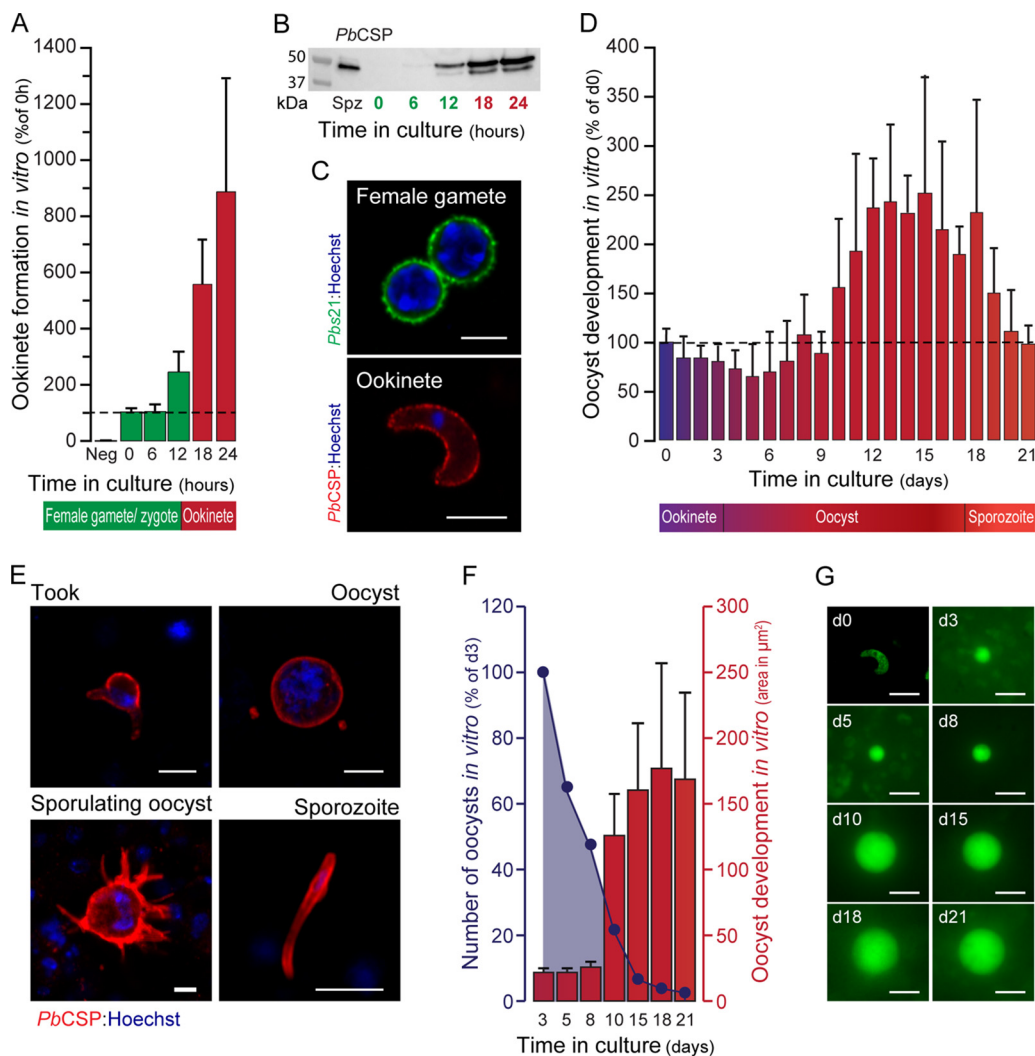 A
1400
1200
1000
800
600
400
200
0
Ookinete formation in vitro (%of 0h)
Neg 0 6 12 18 24
Time in culture (hours)
Female gamete/ zygote Ookinete
B
PbCSP
50
37
kDa Spz 0 6 12 18 24
Time in culture (hours)
C
Female gamete
Pbs21:Hoechst
Ookinete
PbCSP:Hoechst
D
400
350
300
250
200
150
100
50
0
Oocyst development in vitro (% of d0)
0 3 6 9 12 15 18 21
Time in culture (days)
Ookinete Oocyst Sporozoite
E
Took
Oocyst
Sporulating oocyst
Sporozoite
PbCSP:Hoechst
F
120
100
80
60
40
20
0
Number of oocysts in vitro (% of d3)
300
250
200
150
100
50
0
Oocyst development in vitro (area in µm²)
3 5 8 10 15 18 21
Time in culture (days)
G
d0
d3
d5
d8
d10
d15
d18
d21